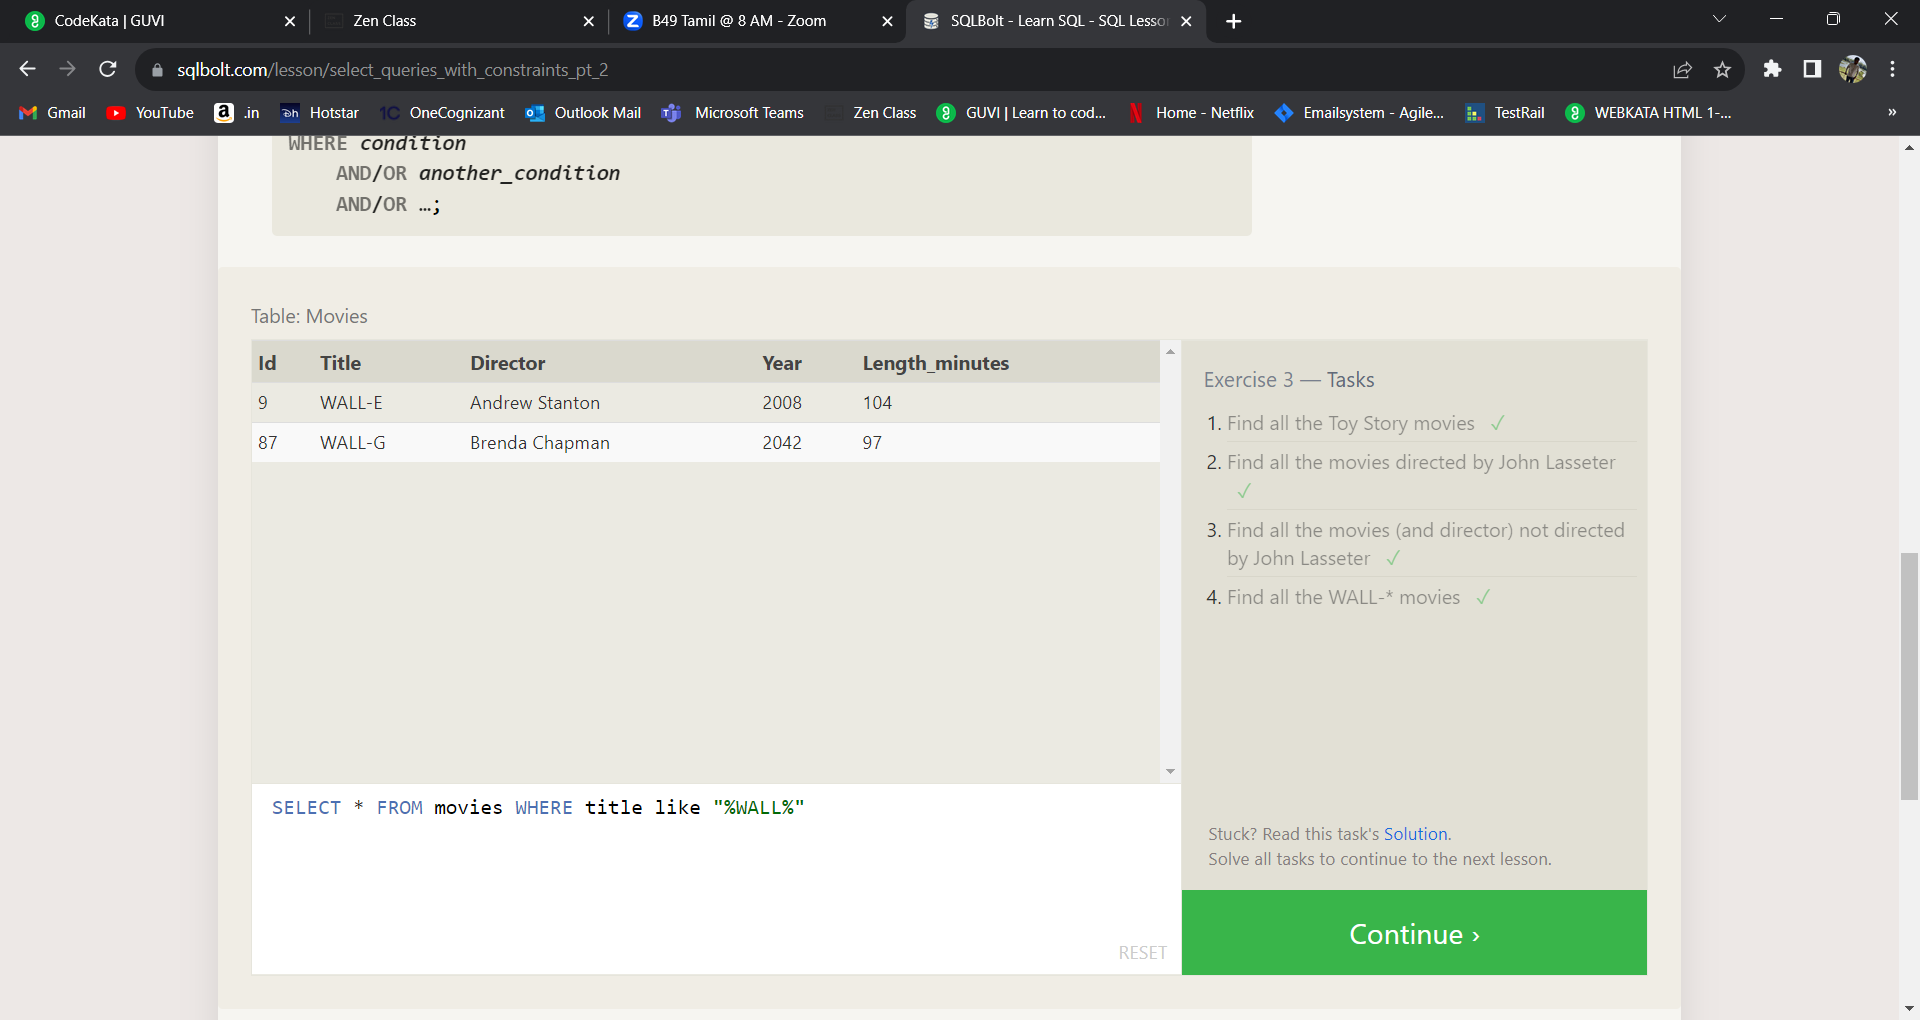 CodeKata | GUVI
Zen Class
B49 Tamil @ 8 AM - Zoom
SQLBolt - Learn SQL - SQL Lesso
sqlbolt.com/lesson/select_queries_with_constraints_pt_2
Gmail
YouTube
.in
Hotstar
OneCognizant
Outlook Mail
Microsoft Teams
Zen Class
GUVI | Learn to cod...
Home - Netflix
Emailsystem - Agile...
TestRail
WEBKATA HTML 1-...
»
WHERE condition
AND/OR another_condition
AND/OR …;
Table: Movies
Id Title Director Year Length_minutes
9 WALL-E Andrew Stanton 2008 104
87 WALL-G Brenda Chapman 2042 97
SELECT * FROM movies WHERE title like "%WALL%"
RESET
Exercise 3 — Tasks
1. Find all the Toy Story movies ✓
2. Find all the movies directed by John Lasseter
✓
3. Find all the movies (and director) not directed
by John Lasseter ✓
4. Find all the WALL-* movies ✓
Stuck? Read this task's Solution.
Solve all tasks to continue to the next lesson.
Continue ›